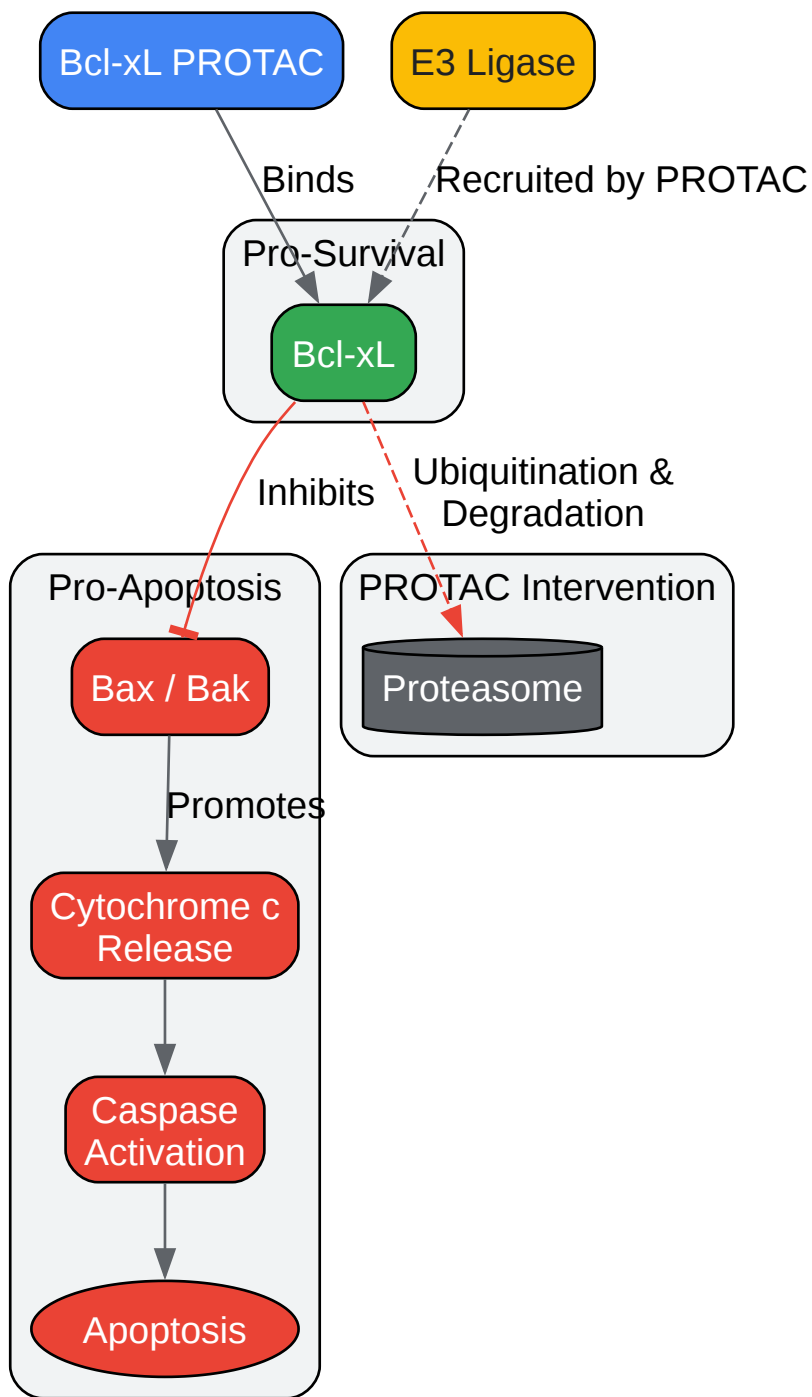 Bcl-xL PROTAC
E3 Ligase
Binds
Recruited by PROTAC
Pro-Survival
Bcl-xL
Inhibits
Ubiquitination &
Degradation
Pro-Apoptosis
PROTAC Intervention
Bax / Bak
Proteasome
Promotes
Cytochrome c
Release
Caspase
Activation
Apoptosis